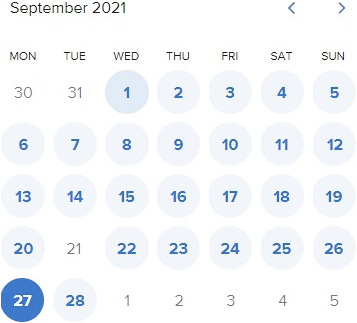 September 2021
MON TUE WED THU FRI SAT SUN
30 31 1 2 3 4 5
6 7 8 9 10 11 12
13 14 15 16 17 18 19
20 21 22 23 24 25 26
27 28 1 2 3 4 5